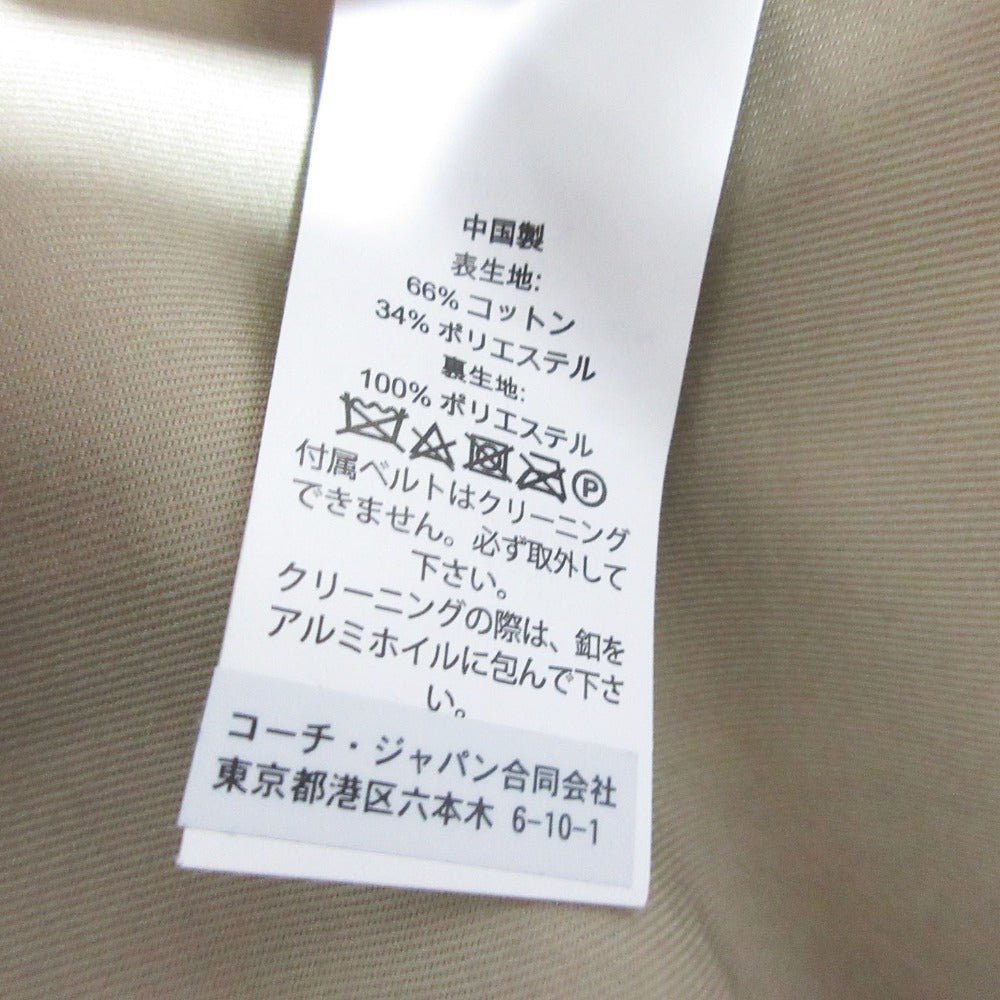 中国製
表生地:
66% コットン
34% ポリエステル
裏生地:
100% ポリエステル
P
付属ベルトはクリーニング
できません。必ず取外して
下さい。
クリーニングの際は、釦を
アルミホイルに包んで下さ
い。
コーチ・ジャパン合同会社
東京都港区六本木 6-10-1